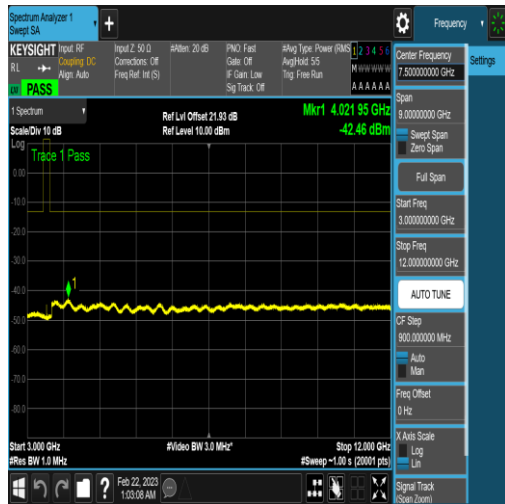 Spectrum Analyzer 1
Swept SA
Frequency
Settings
KEYSIGHT
RL
PASS
Input: RF
Coupling: DC
Align: Auto
Input Z: 50 Ω
Corrections: Off
Freq Ref: Int (S)
#Atten: 20 dB
PNO: Fast
Gate: Off
IF Gain: Low
Sig Track: Off
#Avg Type: Power (RMS
AvgHold: 5/5
Trig: Free Run
1 2 3 4 5 6
M W W W W W
A A A A A A
1 Spectrum
Scale/Div 10 dB
Ref Lvl Offset 21.93 dB
Ref Level 10.00 dBm
Mkr1 4.021 95 GHz
-42.46 dBm
Log
Trace 1 Pass
0.00
-10.0
-20.0
-30.0
-40.0
-50.0
-60.0
-70.0
-80.0
1
Start 3.000 GHz
#Res BW 1.0 MHz
#Video BW 3.0 MHz*
Stop 12.000 GHz
#Sweep ~1.00 s (20001 pts)
Feb 22, 2023
1:03:08 AM
Center Frequency
7.500000000 GHz
Span
9.00000000 GHz
Swept Span
Zero Span
Full Span
Start Freq
3.000000000 GHz
Stop Freq
12.000000000 GHz
AUTO TUNE
CF Step
900.000000 MHz
Auto
Man
Freq Offset
0 Hz
X Axis Scale
Log
Lin
Signal Track
(Span Zoom)